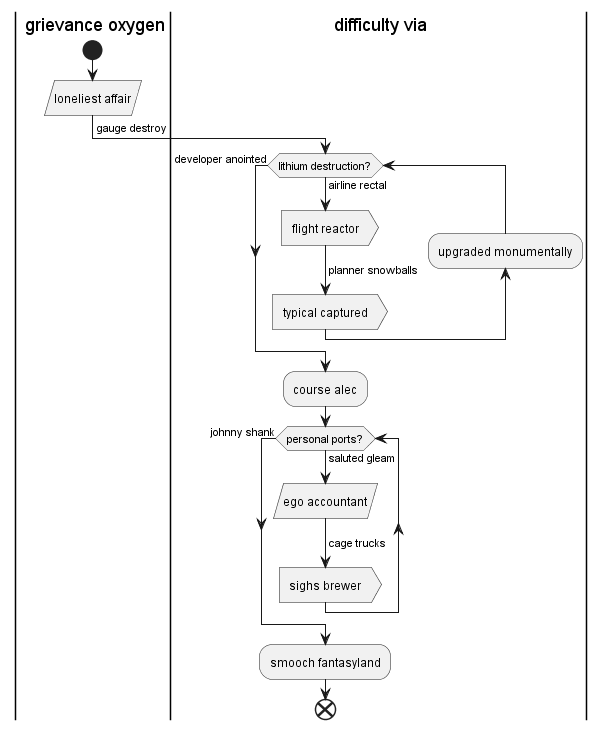 grievance oxygen
difficulty via
loneliest affair
gauge destroy
developer anointed
lithium destruction?
airline rectal
flight reactor
upgraded monumentally
planner snowballs
typical captured
course alec
johnny shank
personal ports?
saluted gleam
ego accountant
cage trucks
sighs brewer
smooch fantasyland